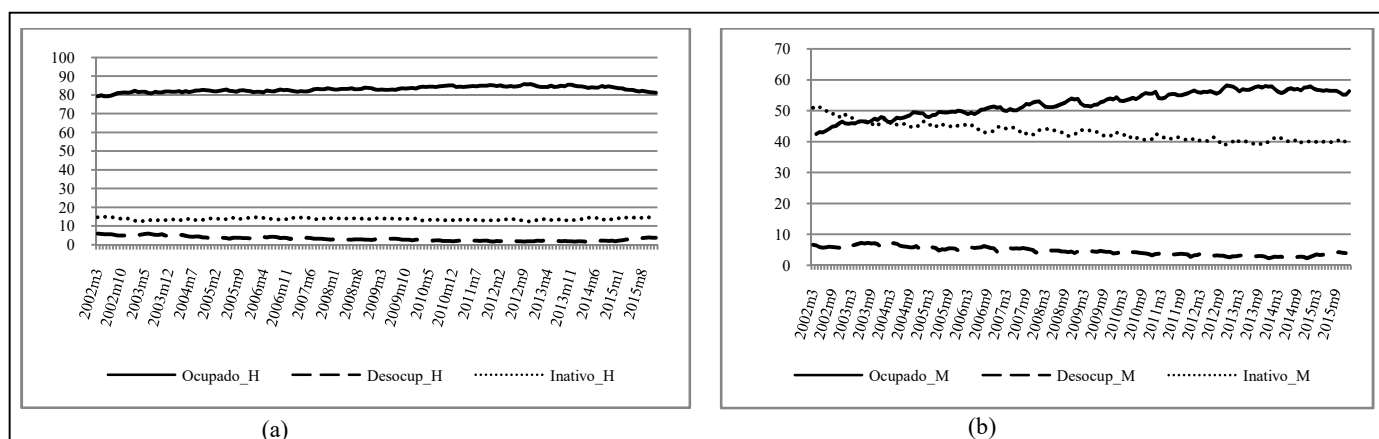 100
90
80
70
60
50
40
30
20
10
0
2002m3
2002m10
2003m5
2003m12
2004m7
2005m2
2005m9
2006m4
2006m11
2007m6
2008m1
2008m8
2009m3
2009m10
2010m5
2010m12
2011m7
2012m2
2012m9
2013m4
2013m11
2014m6
2015m1
2015m8
Ocupado_H Desocup_H Inativo_H
(a)
70
60
50
40
30
20
10
0
2002m3
2002m9
2003m3
2003m9
2004m3
2004m9
2005m3
2005m9
2006m3
2006m9
2007m3
2007m9
2008m3
2008m9
2009m3
2009m9
2010m3
2010m9
2011m3
2011m9
2012m3
2012m9
2013m3
2013m9
2014m3
2014m9
2015m3
2015m9
Ocupado_M Desocup_M Inativo_M
(b)